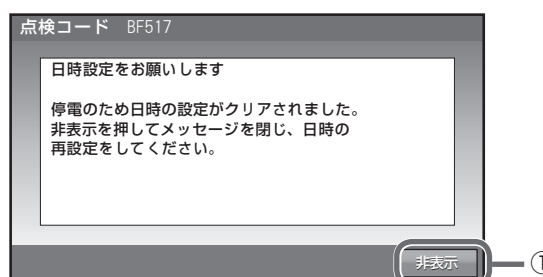 点検コード BF517
日時設定をお願いします
停電のため日時の設定がクリアされました。
非表示を押してメッセージを閉じ、日時の
再設定をしてください。
非表示
①